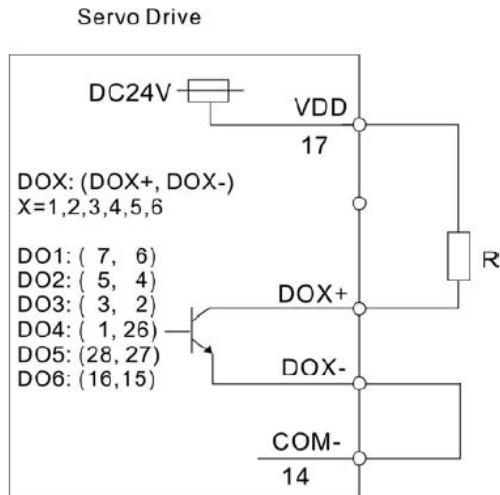 Servo Drive
DC24V
VDD
17
DOX: (DOX+, DOX-)
X=1,2,3,4,5,6
R
DO1: ( 7, 6)
DO2: ( 5, 4)
DO3: ( 3, 2)
DO4: ( 1, 26)
DO5: (28, 27)
DO6: (16,15)
DOX+
DOX-
COM-
14